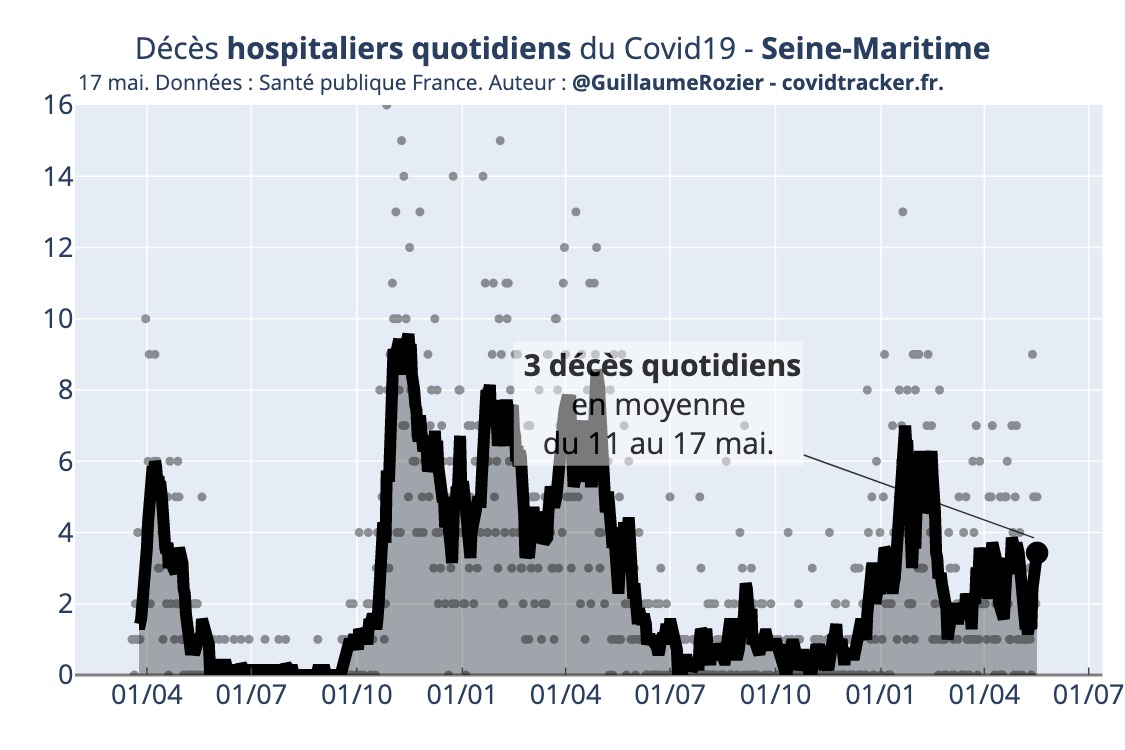 Décès hospitaliers quotidiens du Covid19 - Seine-Maritime
17 mai. Données : Santé publique France. Auteur : @GuillaumeRozier - covidtracker.fr.
16
14
12
10
8
6
4
2
0
3 décès quotidiens
en moyenne
du 11 au 17 mai.
01/04 01/07 01/10 01/01 01/04 01/07 01/10 01/01 01/04 01/07